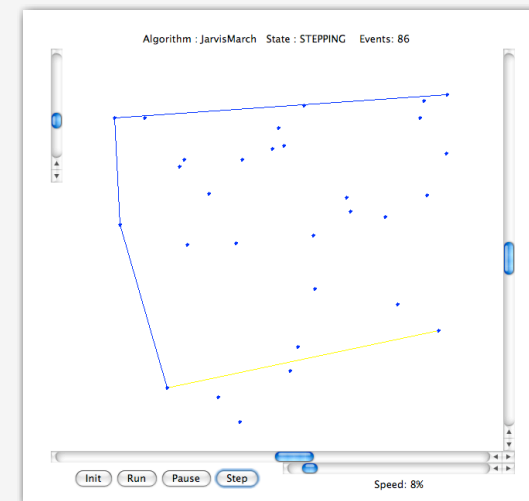 Algorithm : JarvisMarch State : STEPPING Events: 86
Init Run Pause Step
Speed: 8%